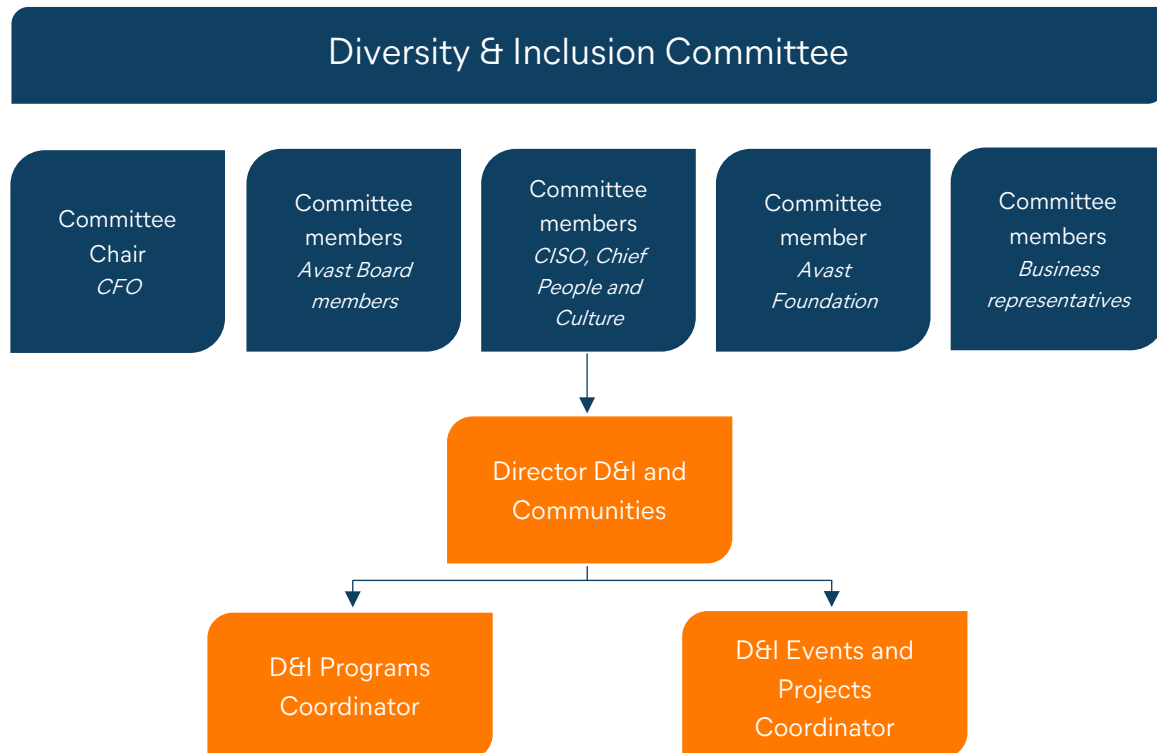 Diversity & Inclusion Committee
Committee
Chair
CFO
Committee
members
Avast Board
members
Committee
members
CISO, Chief
People and
Culture
Committee
member
Avast
Foundation
Committee
members
Business
representatives
Director D&I and
Communities
D&I Programs
Coordinator
D&I Events and
Projects
Coordinator